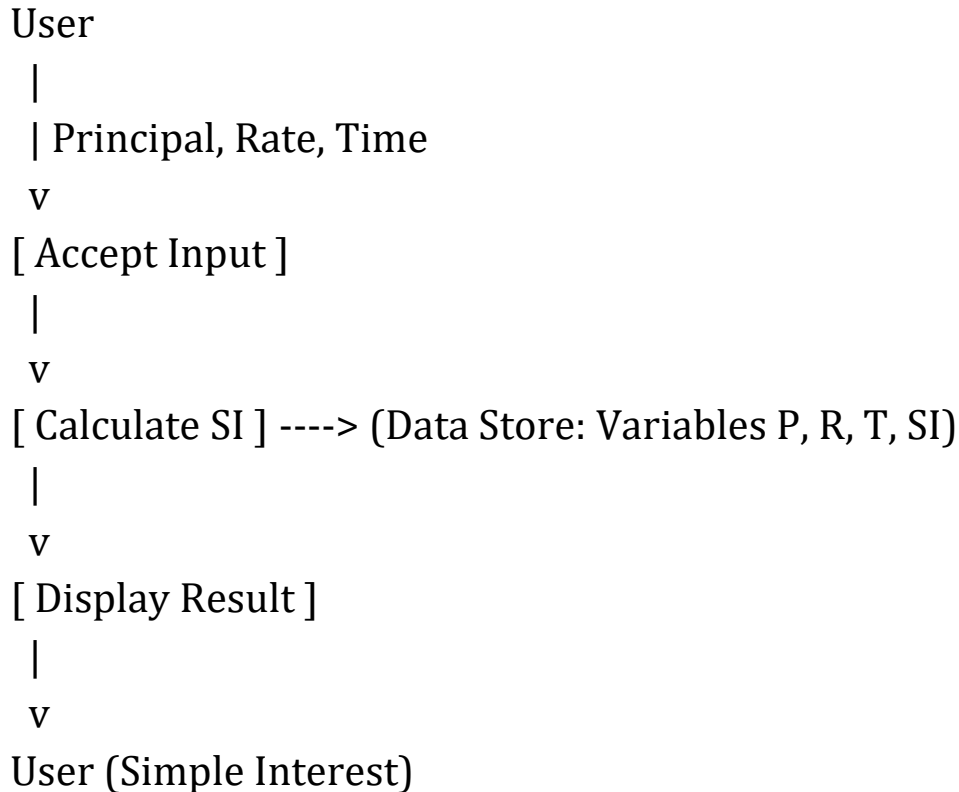 User
|
| Principal, Rate, Time
v
[ Accept Input ]
|
v
[ Calculate SI ] ----> (Data Store: Variables P, R, T, SI)
|
v
[ Display Result ]
|
v
User (Simple Interest)